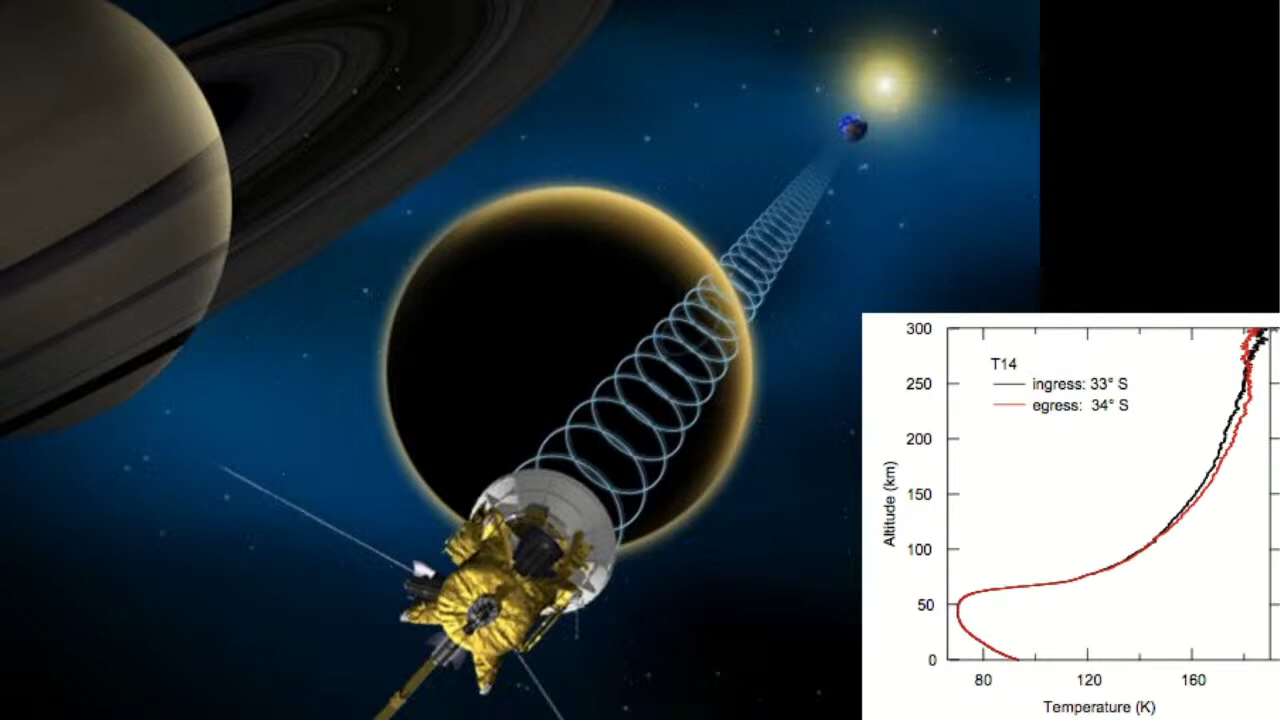 300
T14
ingress: 33° S
250
egress: 34° S
200
Altitude (km)
150
100
50
0
80 120 160
Temperature (K)